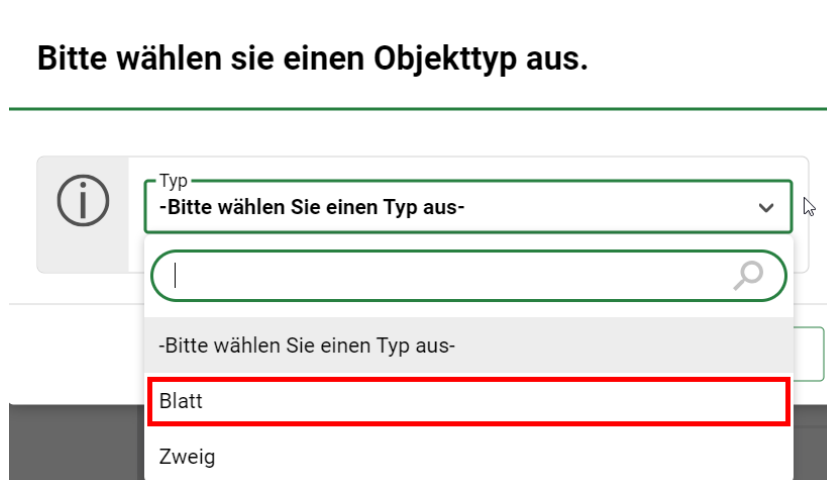 Bitte wählen sie einen Objekttyp aus.
Typ
-Bitte wählen Sie einen Typ aus-
-Bitte wählen Sie einen Typ aus-
Blatt
Zweig